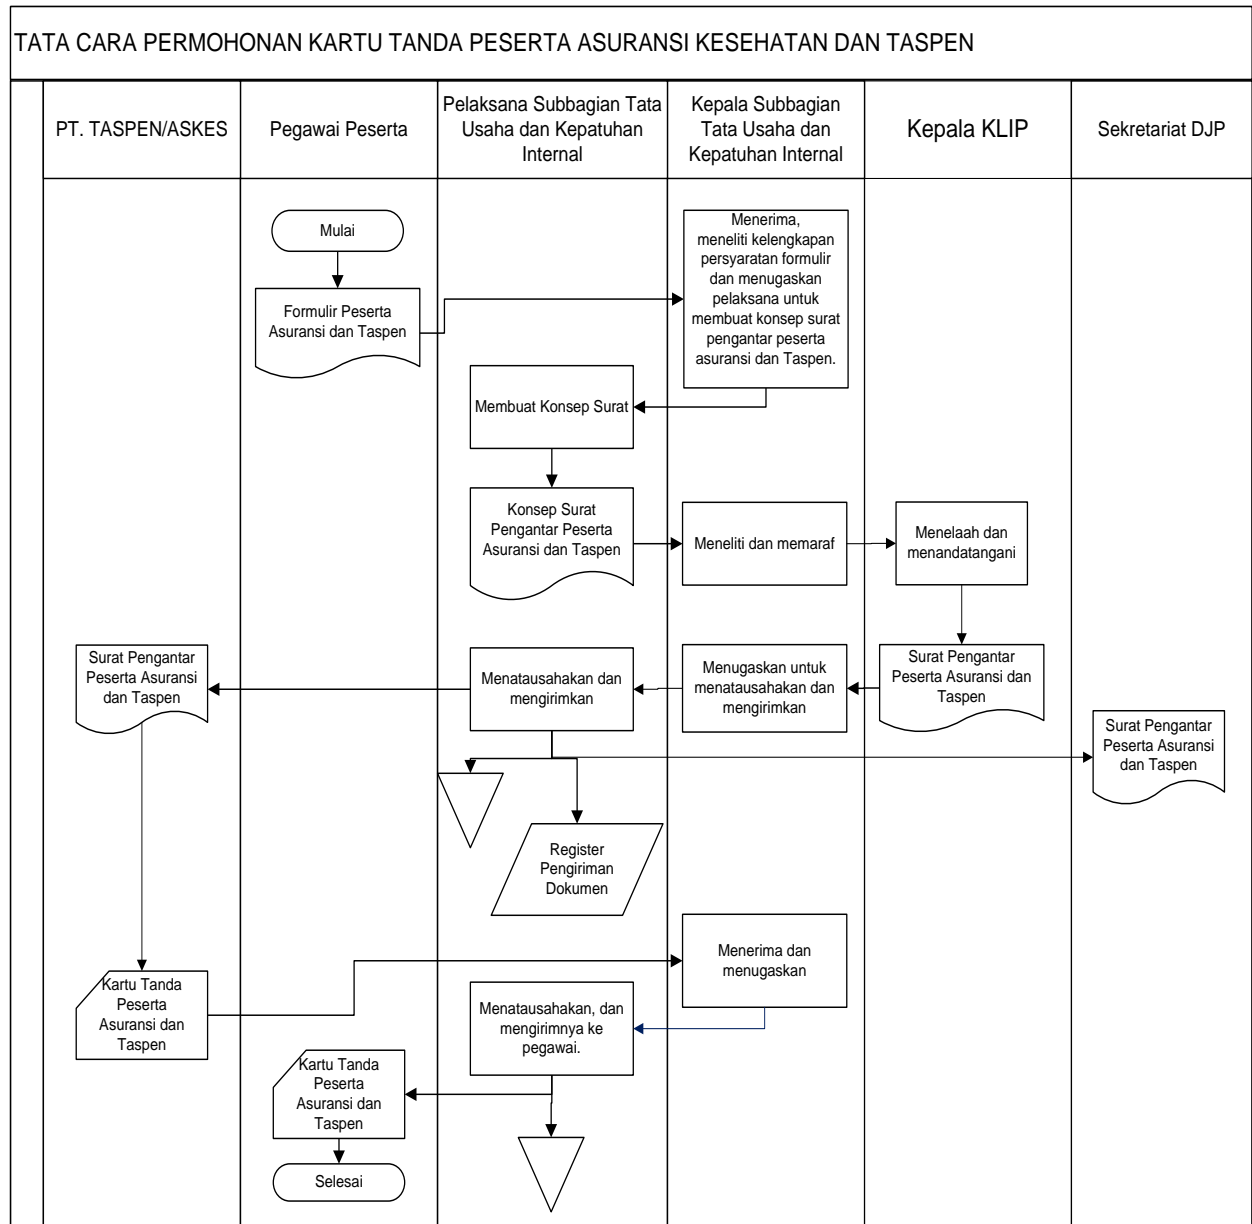 TATA CARA PERMOHONAN KARTU TANDA PESERTA ASURANSI KESEHATAN DAN TASPEN
PT. TASPEN/ASKES
Pegawai Peserta
Pelaksana Subbagian Tata
Usaha dan Kepatuhan
Internal
Kepala Subbagian
Tata Usaha dan
Kepatuhan Internal
Kepala KLIP
Sekretariat DJP
Mulai
Formulir Peserta
Asuransi dan Taspen
Menerima,
meneliti kelengkapan
persyaratan formulir
dan menugaskan
pelaksana untuk
membuat konsep surat
pengantar peserta
asuransi dan Taspen.
Membuat Konsep Surat
Konsep Surat
Pengantar Peserta
Asuransi dan Taspen
Meneliti dan memaraf
Menelaah dan
menandatangani
Surat Pengantar
Peserta Asuransi dan
Taspen
Menugaskan untuk
menatausahakan dan
mengirimkan
Menatausahakan dan
mengirimkan
Surat Pengantar
Peserta Asuransi
dan Taspen
Surat Pengantar
Peserta Asuransi
dan Taspen
Register
Pengiriman
Dokumen
Kartu Tanda
Peserta
Asuransi dan
Taspen
Menerima dan
menugaskan
Menatausahakan, dan
mengirimnya ke
pegawai.
Kartu Tanda
Peserta
Asuransi dan
Taspen
Selesai